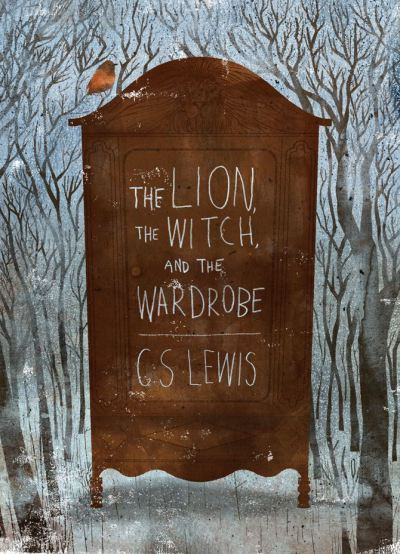 THE LION,
THE WITCH,
AND THE
WARDROBE
C.S LEWIS